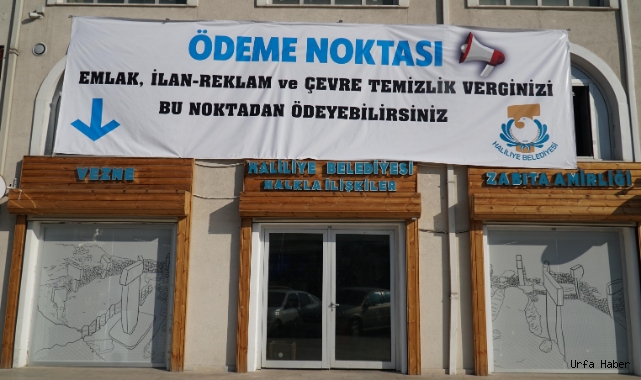 ÖDEME NOKTASI
EMLAK, İLAN-REKLAM ve ÇEVRE TEMİZLİK VERGİNİZİ
BU NOKTADAN ÖDEYEBİLİRSİNİZ
HALİLİYE BELEDİYESİ
VEZNE
HALİLİYE BELEDİYESİ
HALKLA İLİŞKİLER
ZABITA AMİRLİĞİ
Urfa Haber